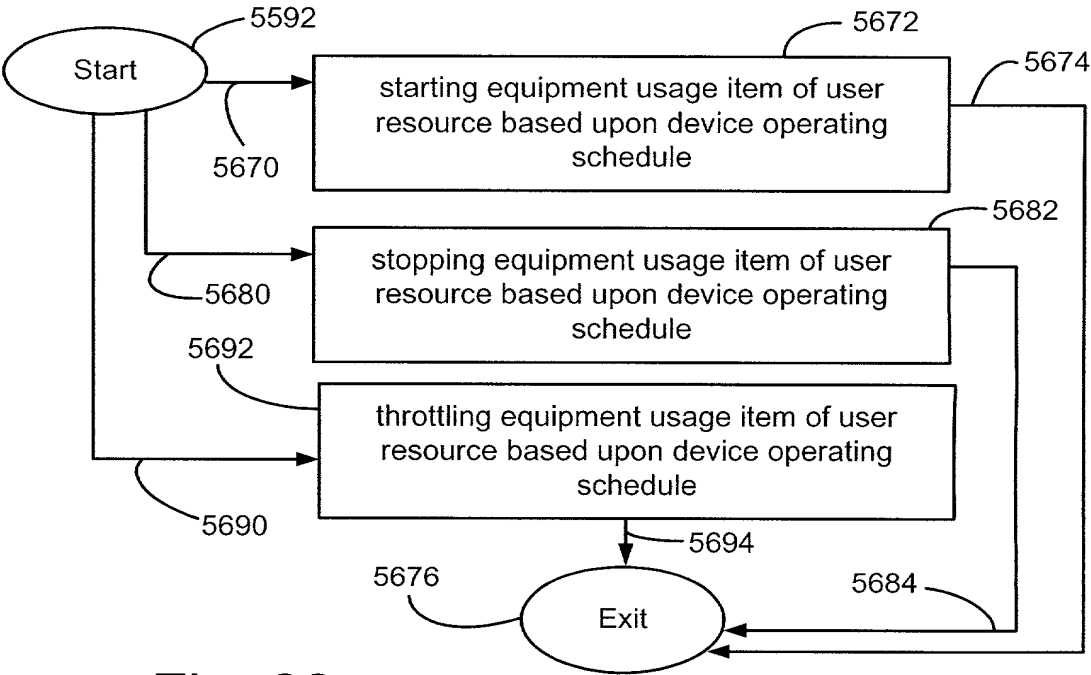 5592
Start
5672
5674
starting equipment usage item of user
resource based upon device operating
schedule
5670
5682
stopping equipment usage item of user
resource based upon device operating
schedule
5680
5692
throttling equipment usage item of user
resource based upon device operating
schedule
5690
5694
5676
5684
Exit